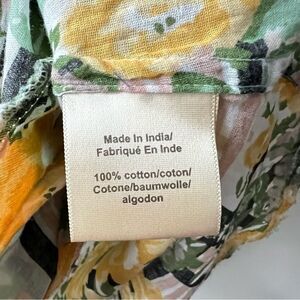 Made In India/
Fabriqué En Inde
100% cotton/coton/
Cotone/baumwolle/
algodon